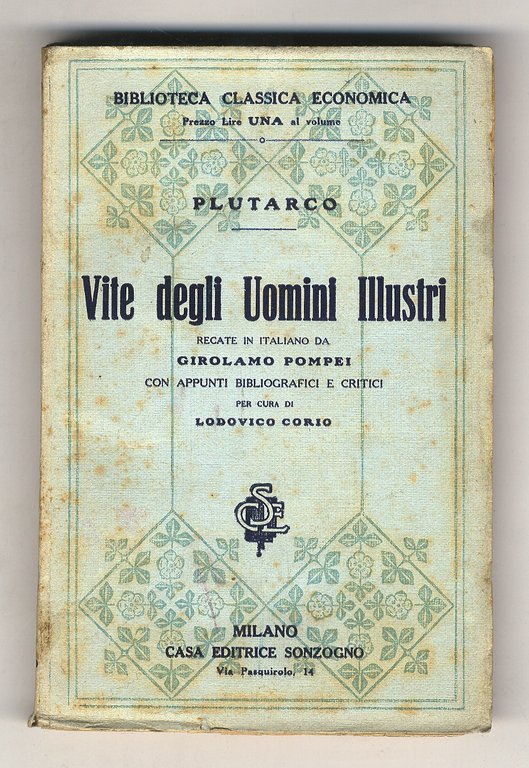 BIBLIOTECA CLASSICA ECONOMICA
Prezzo Lire UNA al volume
PLUTARCO
Vite degli Uomini Illustri
RECATE IN ITALIANO DA
GIROLAMO POMPEI
CON APPUNTI BIBLIOGRAFICI E CRITICI
PER CURA DI
LODOVICO CORIO
CSE
MILANO
CASA EDITRICE SONZOGNO
Via Pasquirolo, 14